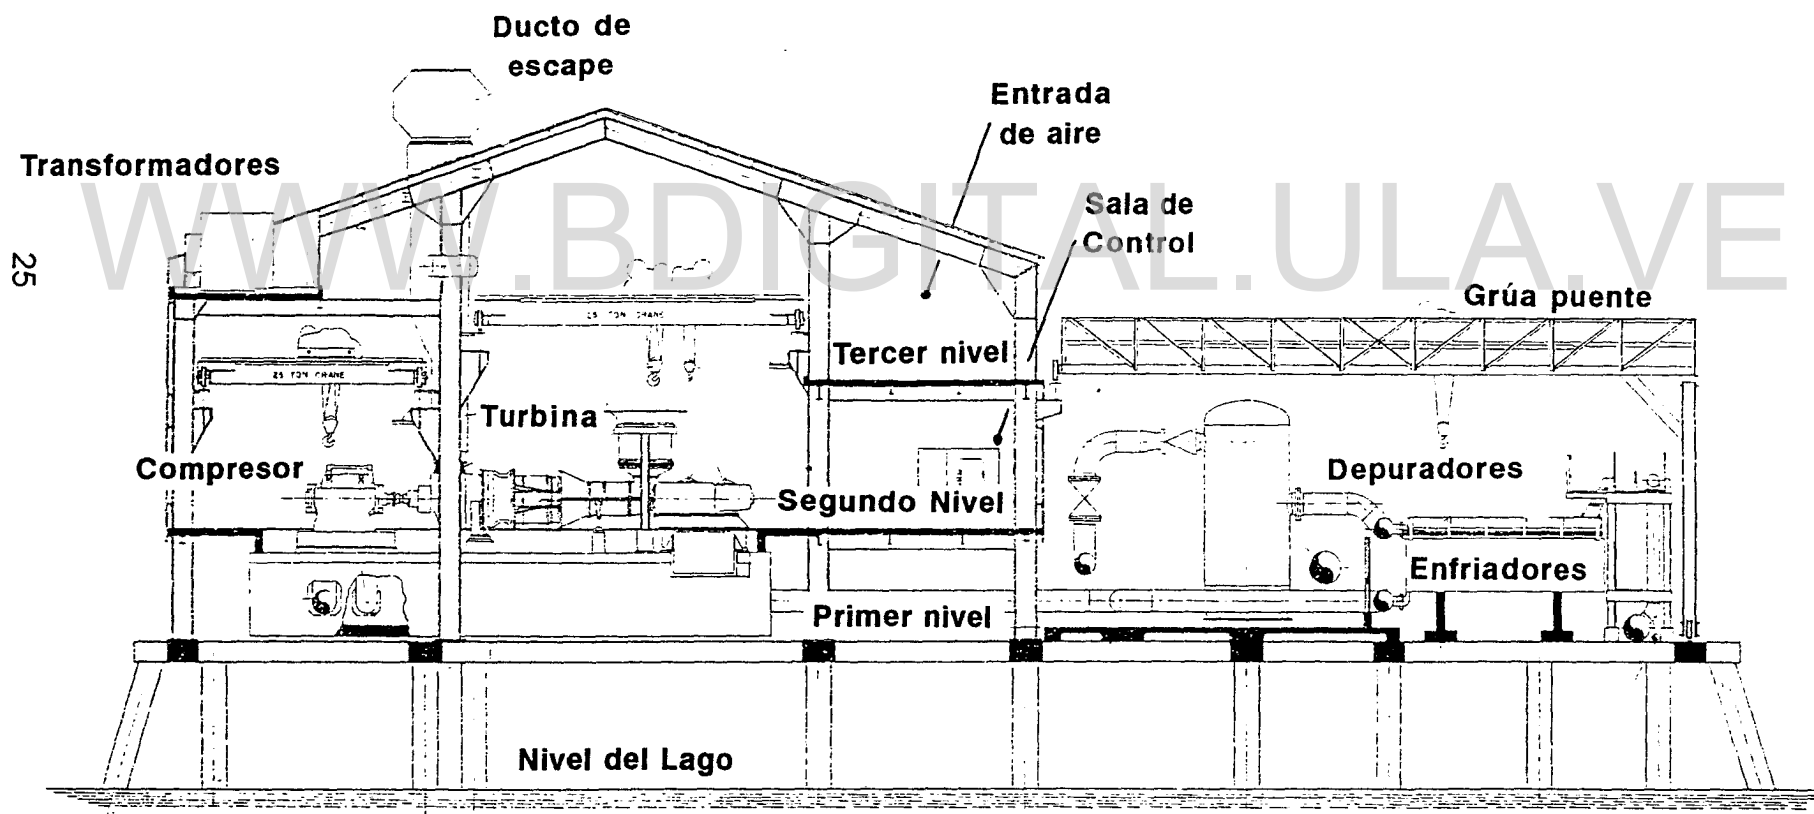 Ducto de
escape
Entrada
de aire
Transformadores
Sala de
Control
WWW.BDIGITAL.ULA.VE
25
Grúa puente
25 TON CRANE
Tercer nivel
25 TON CRANE
Turbina
Compresor
Depuradores
Segundo Nivel
Enfriadores
Primer nivel
Nivel del Lago